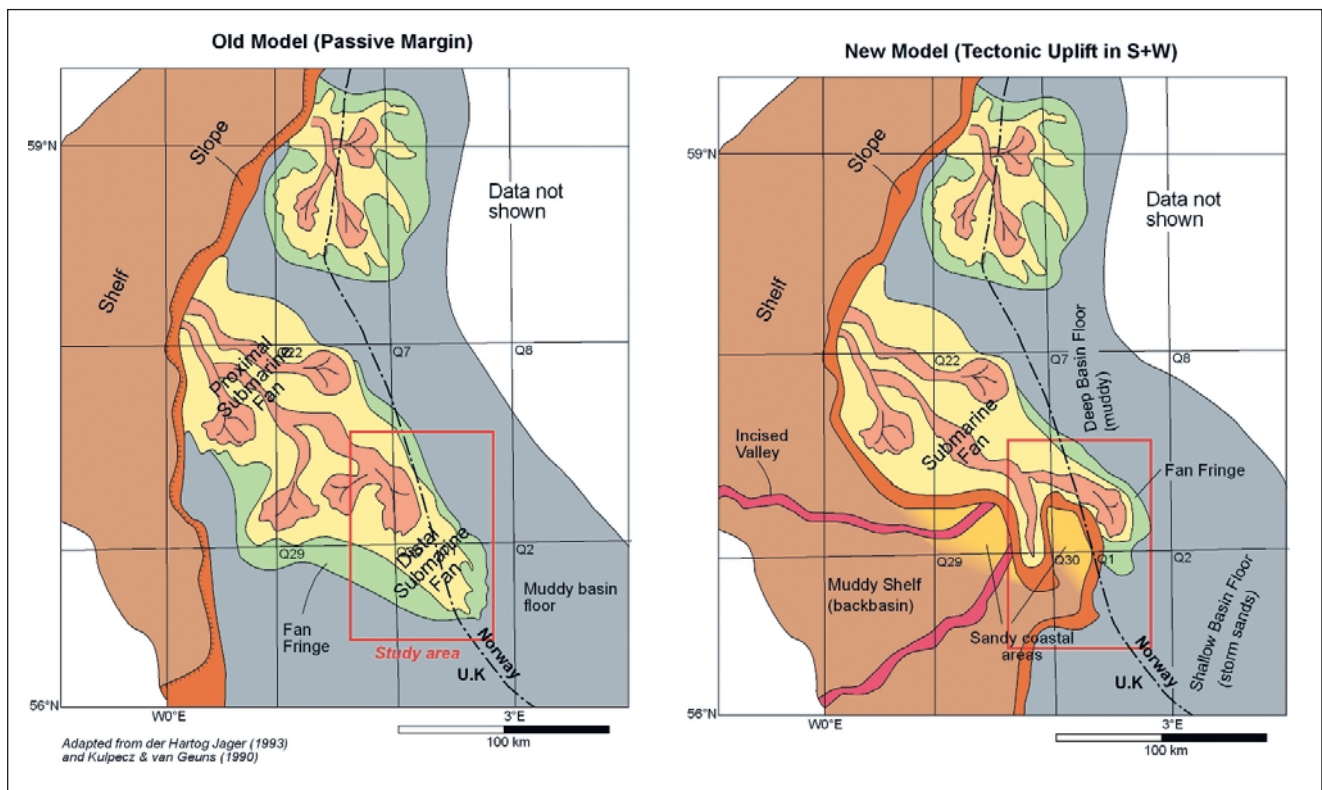 Old Model (Passive Margin)
59°N
Slope
Shelf
Data not
shown
Q22
Q7
Q8
Proximal
Submarine
Fan
Distal
Submarine
Fan
Q29
Q2
Fan
Fringe
Muddy basin
floor
Study area
Norway
U.K
56°N
W0°E
3°E
100 km
Adapted from der Hartog Jager (1993)
and Kulpecz & van Geuns (1990)
New Model (Tectonic Uplift in S+W)
59°N
Slope
Shelf
Data not
shown
Q22
Q7
Q8
Deep Basin Floor
(muddy)
Submarine
Fan
Incised
Valley
Fan Fringe
Q29
Q30
Q1
Q2
Muddy Shelf
(backbasin)
Sandy coastal
areas
Shallow Basin Floor
(storm sands)
Norway
U.K
56°N
W0°E
3°E
100 km